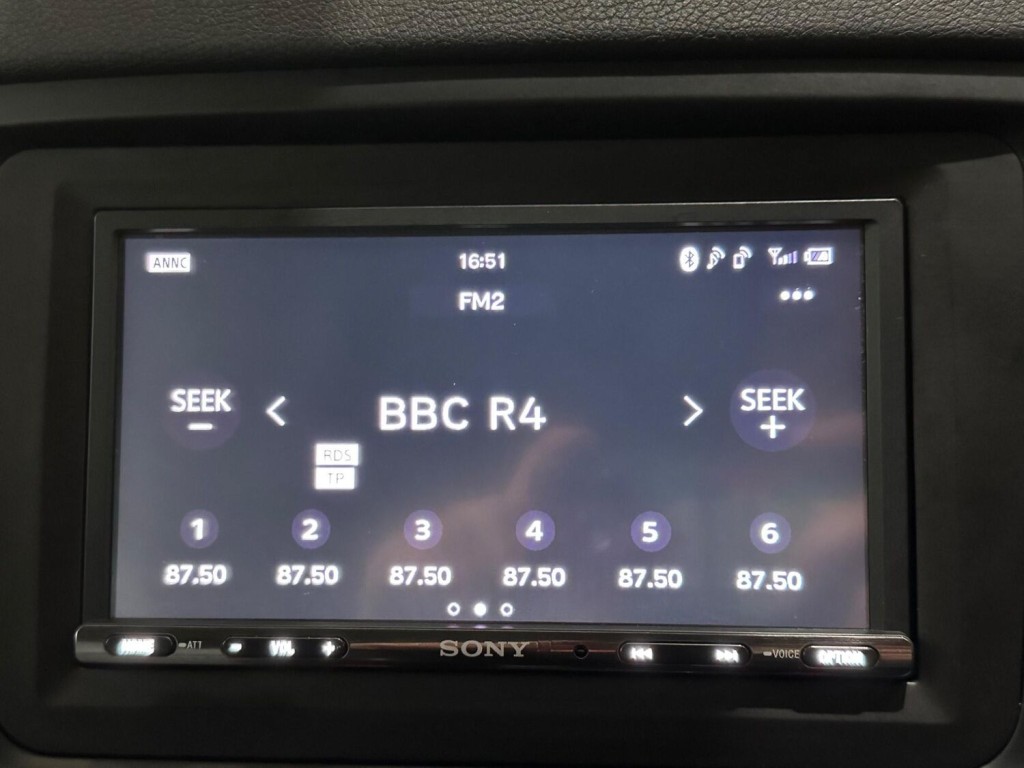 ANNC 16:51
FM2
SEEK - < BBC R4 > SEEK +
RDS
TP
1 2 3 4 5 6
87.50 87.50 87.50 87.50 87.50 87.50
HOME ATT - VOL + SONY VOICE OPTION